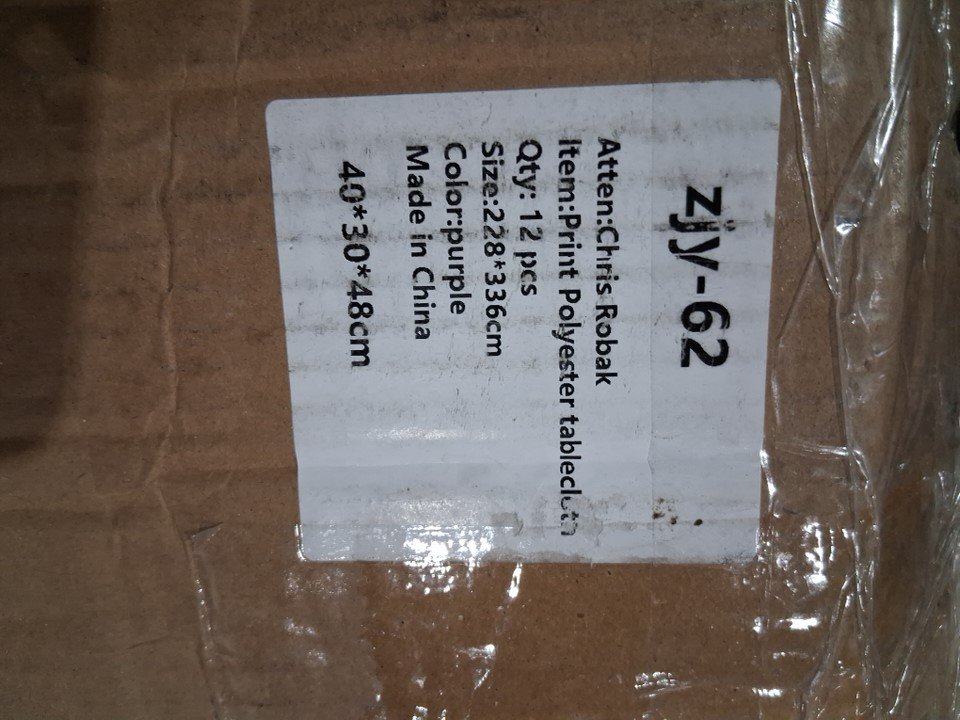 zjy-62
Atten:Chris Robak
Item:Print Polyester tablecloth
Qty: 12 pcs
Size:228*336cm
Color:purple
Made in China
40*30*48cm